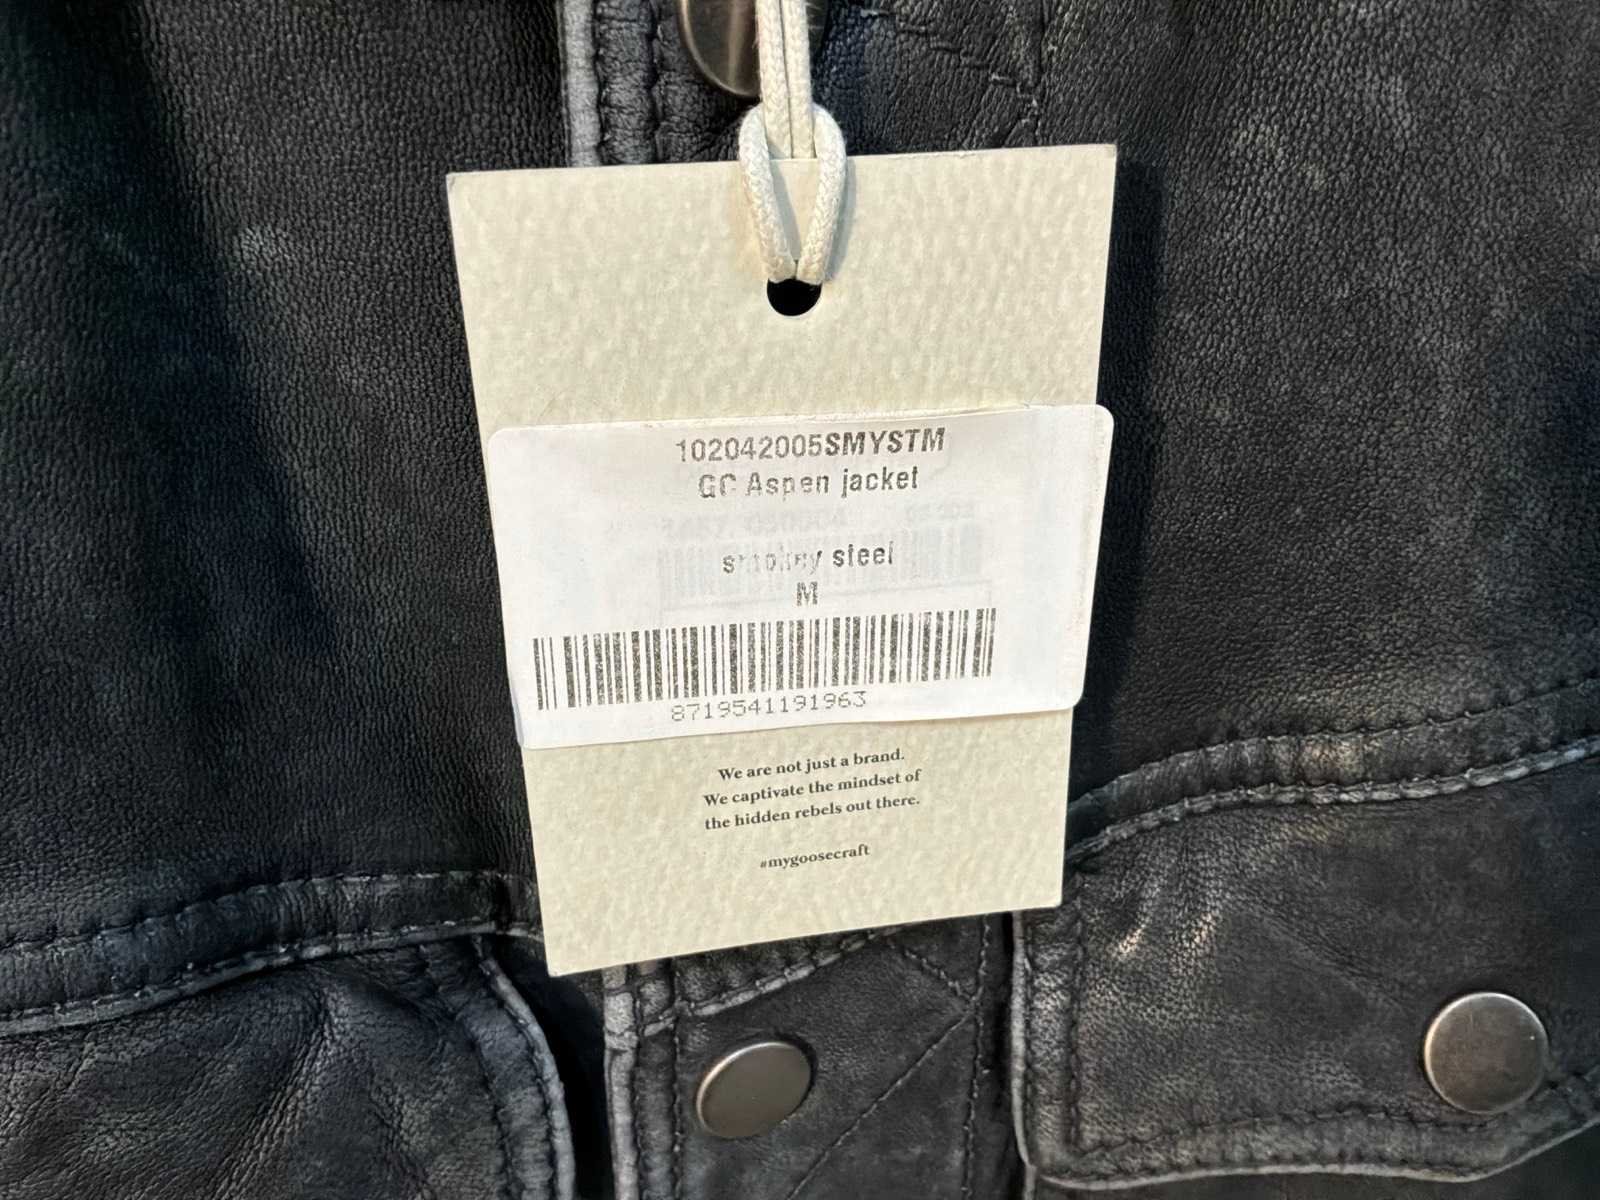 102042005SMYSTM
GC Aspen jacket
smokey steel
M
8719541191963
We are not just a brand.
We captivate the mindset of
the hidden rebels out there.
#mygoosecraft